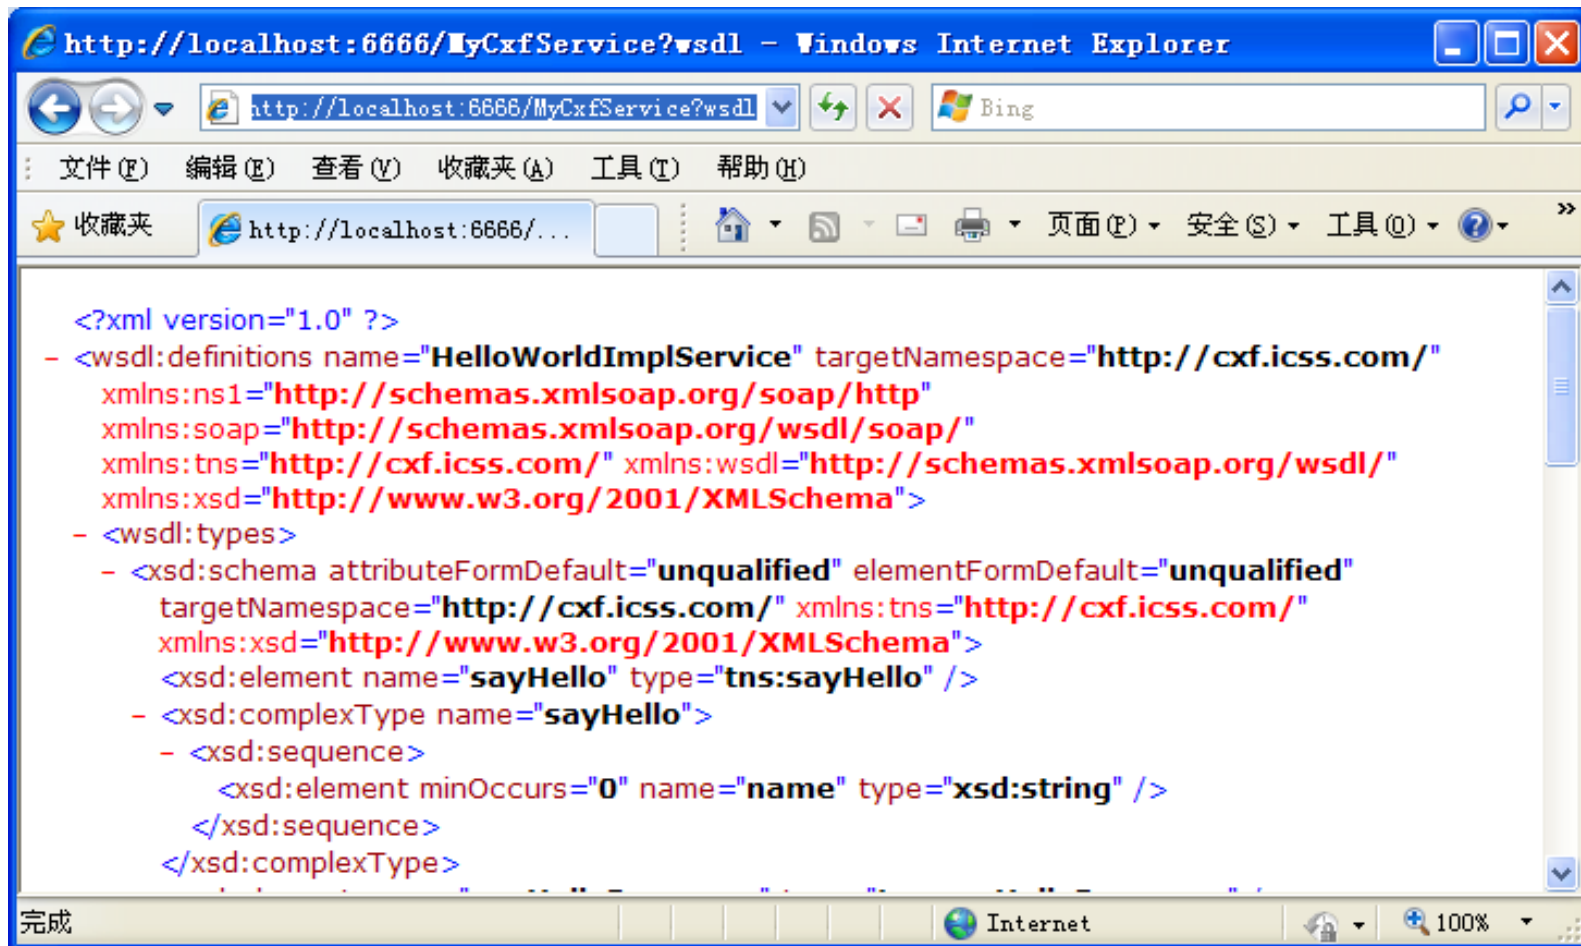 http://localhost:6666/MyCxfService?wsdl - Windows Internet Explorer
http://localhost:6666/MyCxfService?wsdl Bing
文件(F) 编辑(E) 查看(V) 收藏夹(A) 工具(T) 帮助(H)
收藏夹 http://localhost:6666/... 页面(P) 安全(S) 工具(O) »
<?xml version="1.0" ?>
- <wsdl:definitions name="HelloWorldImplService" targetNamespace="http://cxf.icss.com/"
xmlns:ns1="http://schemas.xmlsoap.org/soap/http"
xmlns:soap="http://schemas.xmlsoap.org/wsdl/soap/"
xmlns:tns="http://cxf.icss.com/" xmlns:wsdl="http://schemas.xmlsoap.org/wsdl/"
xmlns:xsd="http://www.w3.org/2001/XMLSchema">
- <wsdl:types>
- <xsd:schema attributeFormDefault="unqualified" elementFormDefault="unqualified"
targetNamespace="http://cxf.icss.com/" xmlns:tns="http://cxf.icss.com/"
xmlns:xsd="http://www.w3.org/2001/XMLSchema">
<xsd:element name="sayHello" type="tns:sayHello" />
- <xsd:complexType name="sayHello">
- <xsd:sequence>
<xsd:element minOccurs="0" name="name" type="xsd:string" />
</xsd:sequence>
</xsd:complexType>
完成 Internet 100%